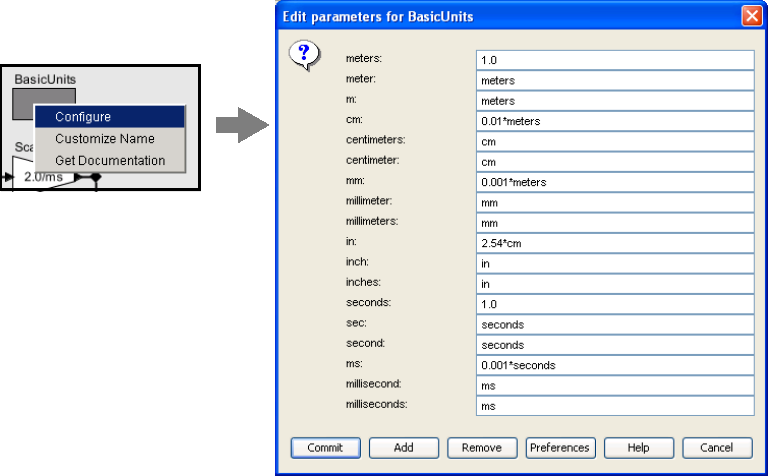 BasicUnits
Configure
Customize Name
Get Documentation
Sca
2.0/ms
Edit parameters for BasicUnits
?
meters: 1.0
meter: meters
m: meters
cm: 0.01*meters
centimeters: cm
centimeter: cm
mm: 0.001*meters
millimeter: mm
millimeters: mm
in: 2.54*cm
inch: in
inches: in
seconds: 1.0
sec: seconds
second: seconds
ms: 0.001*seconds
millisecond: ms
milliseconds: ms
Commit Add Remove Preferences Help Cancel